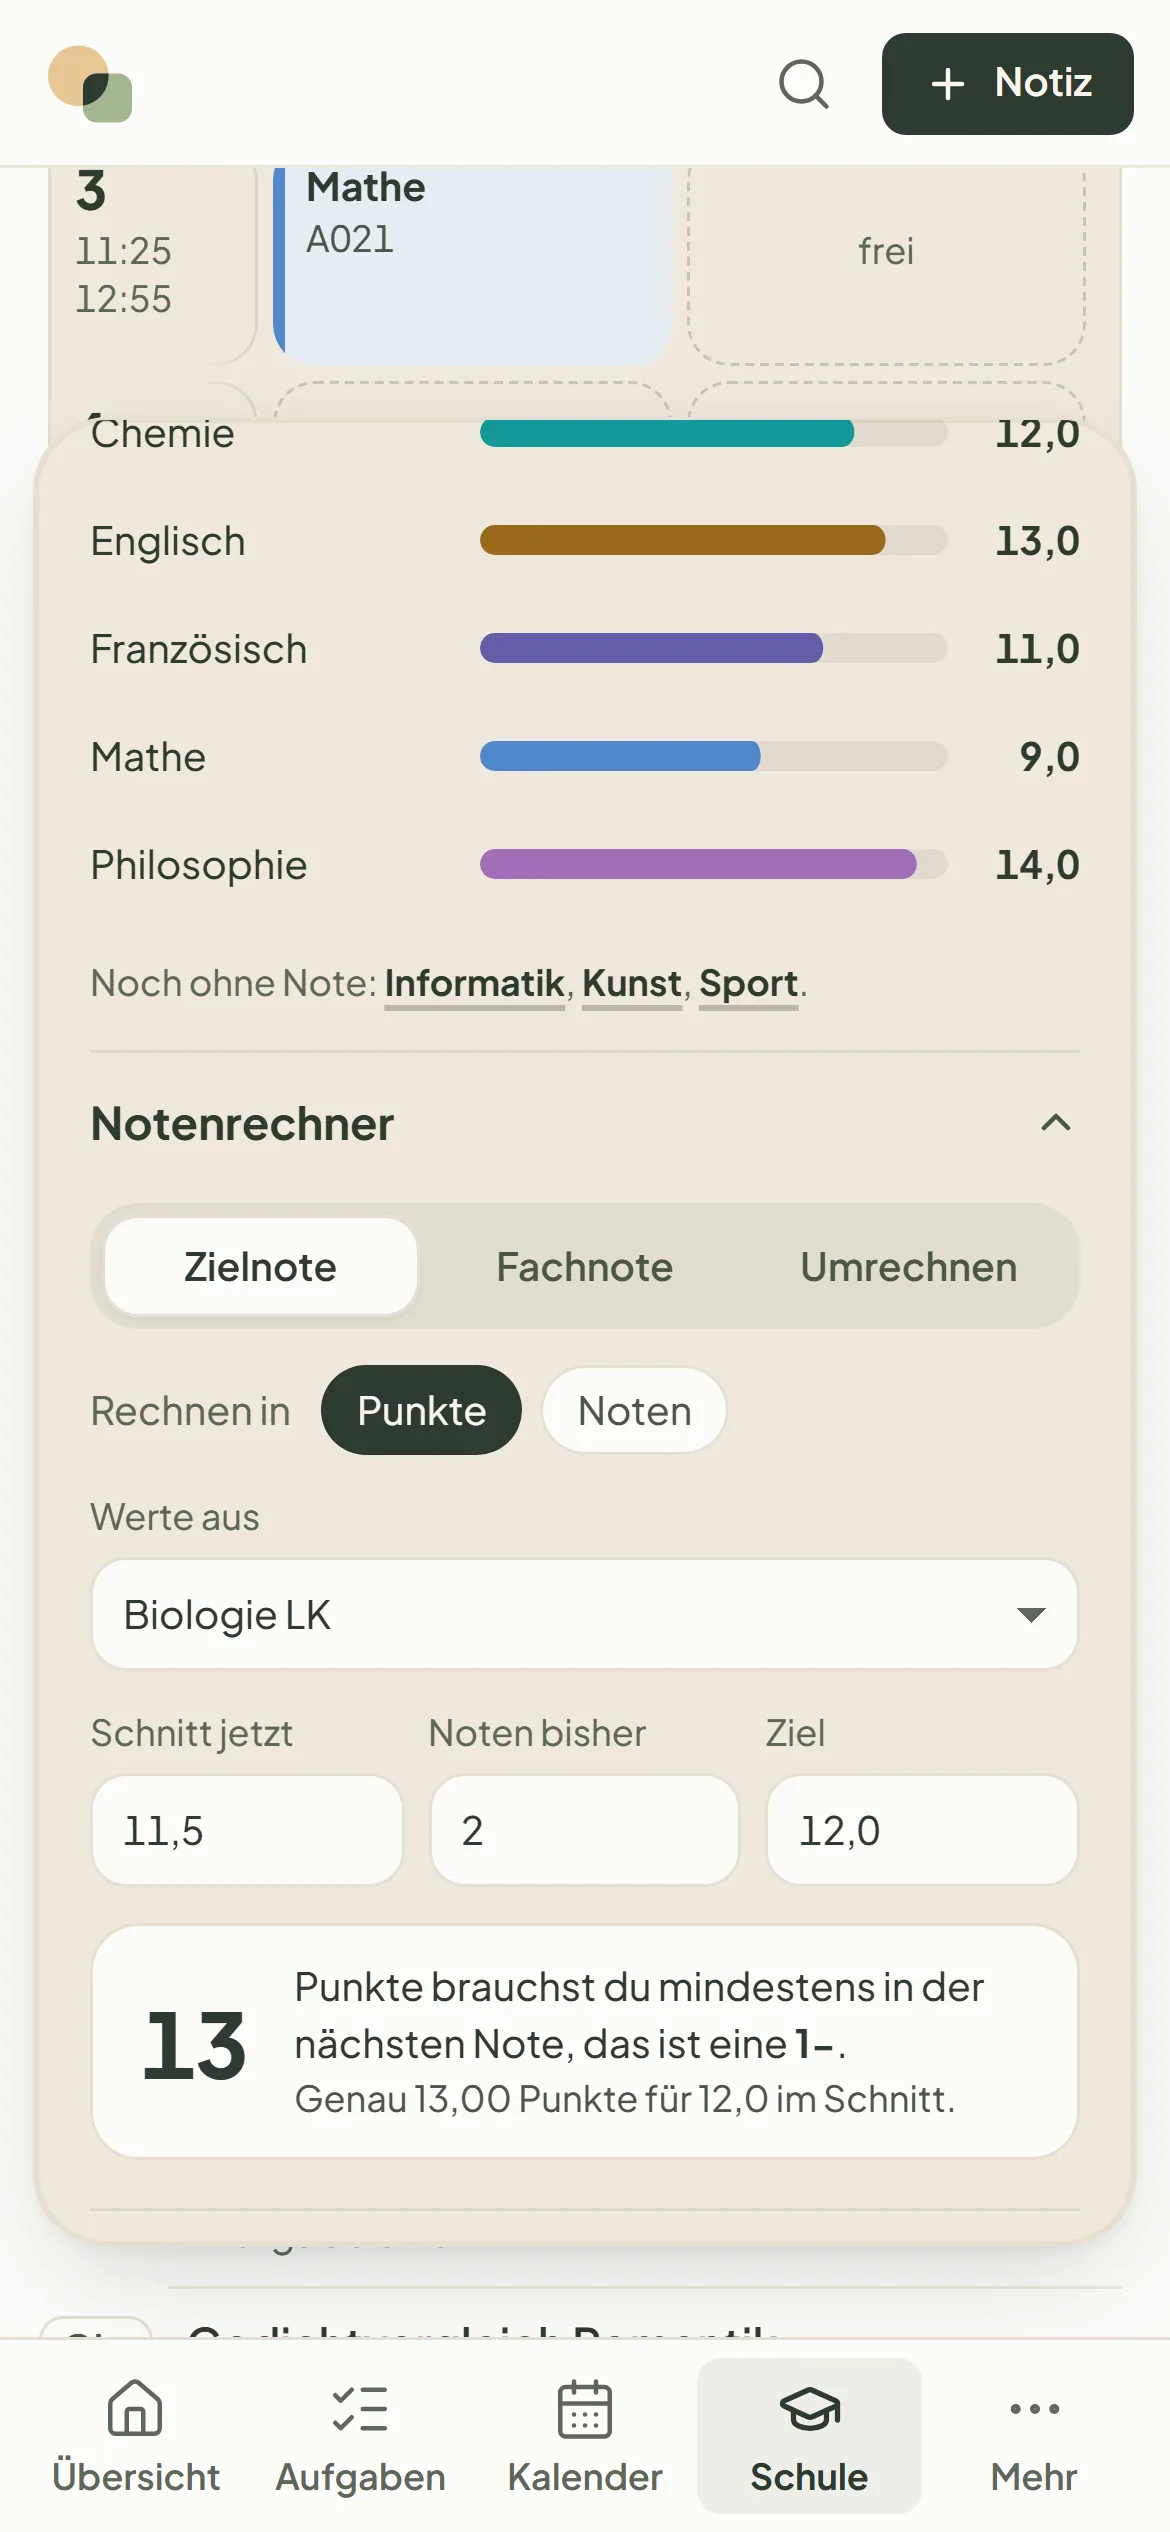 Notiz
3
11:25
12:55
Mathe
A021
frei
Chemie 12,0
Englisch 13,0
Französisch 11,0
Mathe 9,0
Philosophie 14,0
Noch ohne Note: Informatik, Kunst, Sport.
Notenrechner
Zielnote Fachnote Umrechnen
Rechnen in Punkte Noten
Werte aus
Biologie LK
Schnitt jetzt Noten bisher Ziel
11,5 2 12,0
13
Punkte brauchst du mindestens in der
nächsten Note, das ist eine 1–.
Genau 13,00 Punkte für 12,0 im Schnitt.
Gedichtvergleich Romantik
Übersicht Aufgaben Kalender Schule Mehr